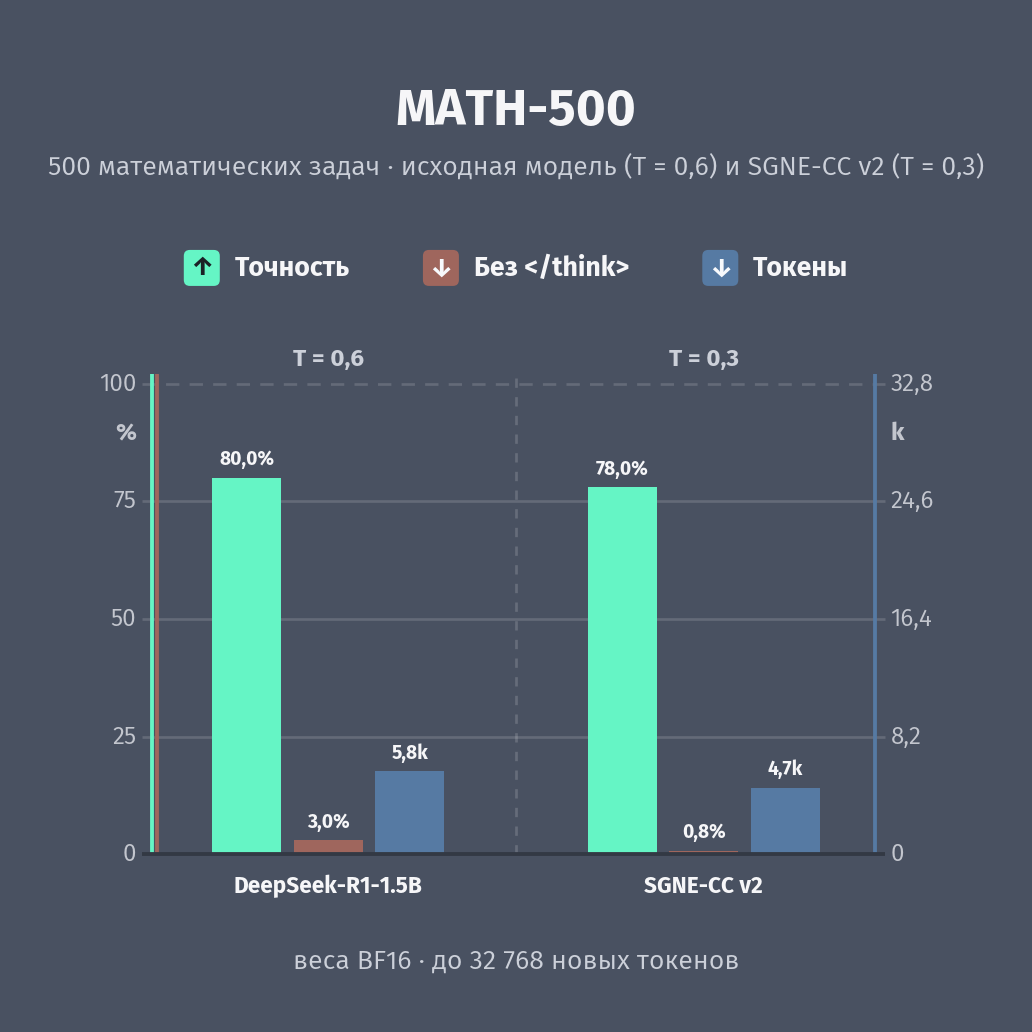 MATH-500
500 математических задач · исходная модель (T = 0,6) и SGNE-CC v2 (T = 0,3)
↑ Точность
↓ Без </think>
↓ Токены
T = 0,6
T = 0,3
100
32,8
%
k
80,0%
78,0%
75
24,6
50
16,4
25
8,2
5,8k
4,7k
3,0%
0,8%
0
0
DeepSeek-R1-1.5B
SGNE-CC v2
веса BF16 · до 32 768 новых токенов